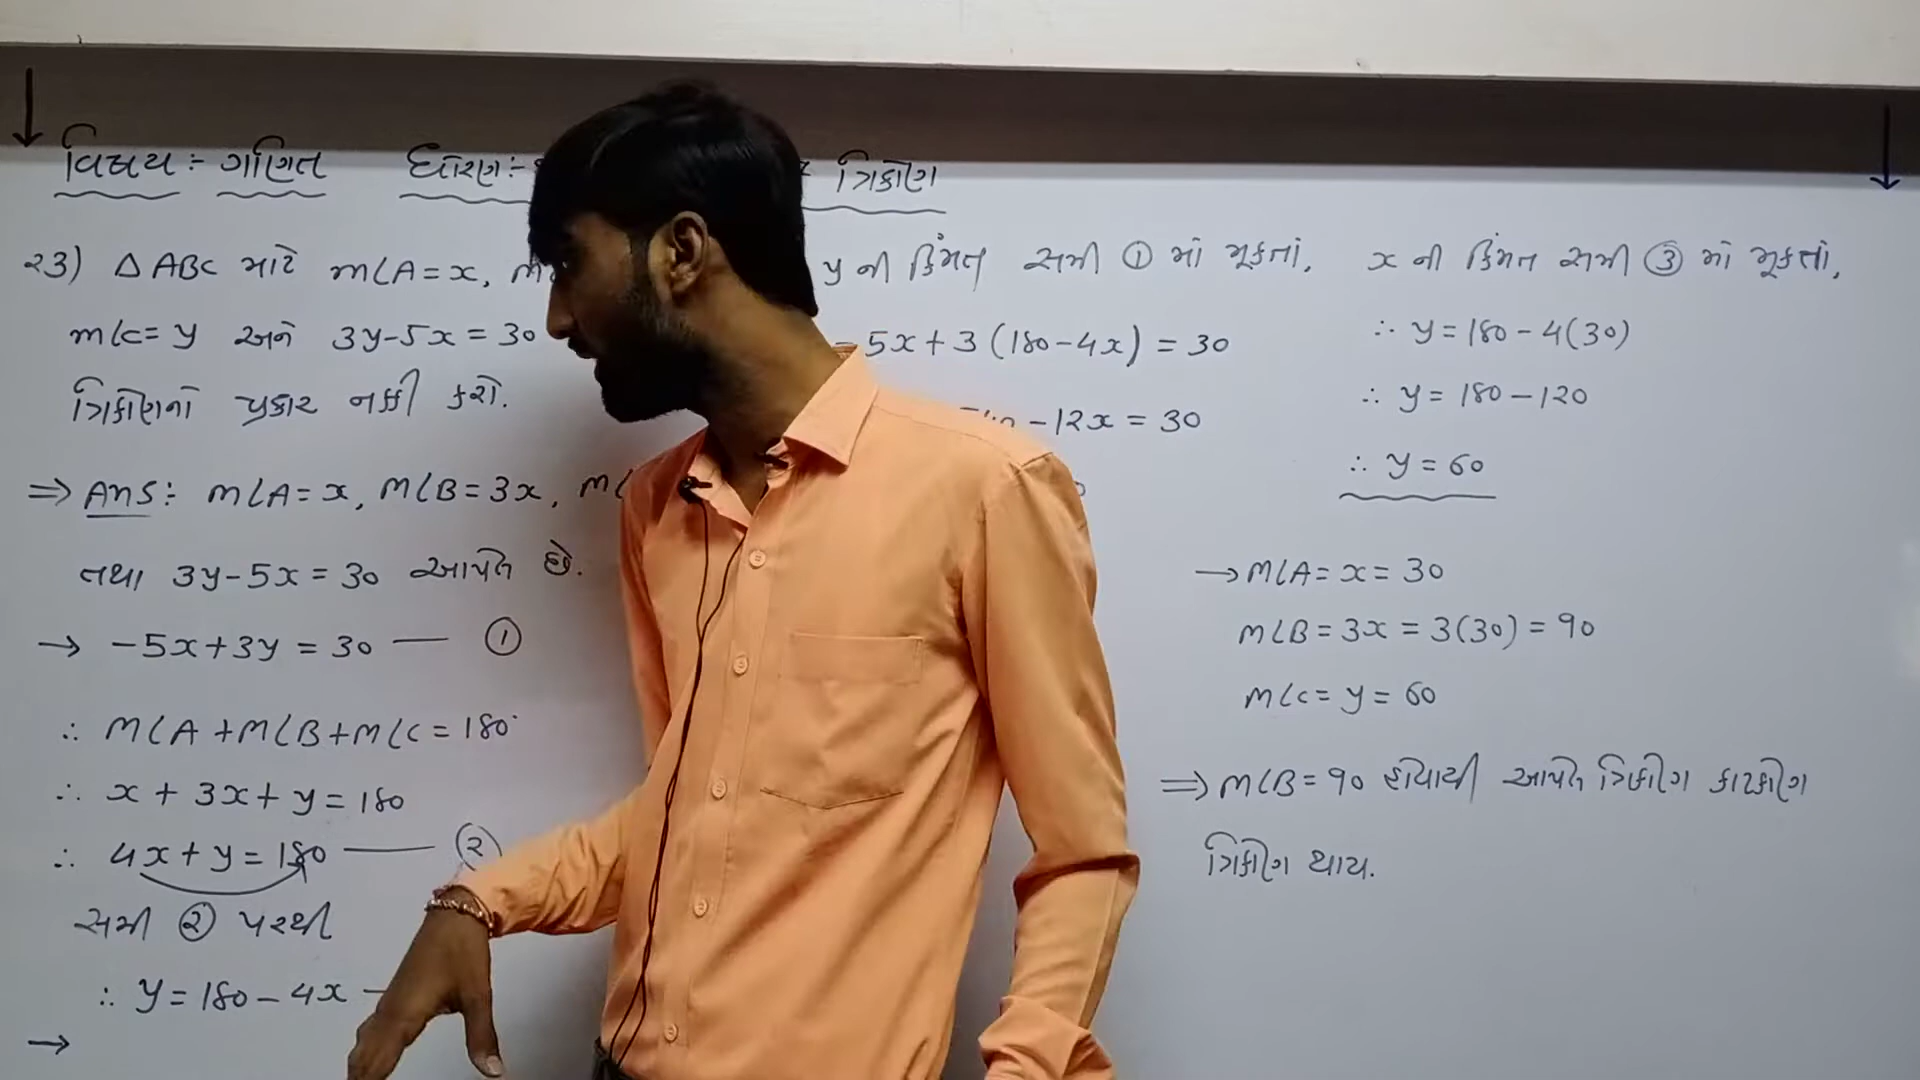 વિષય :- ગણિત ધોરણ :- ત્રિકોણ
૨૩) △ABC માટે m∠A = x, m
m∠C = y અને 3y-5x = 30
ત્રિકોણનો પ્રકાર નક્કી કરો.
⇒ Ans: m∠A = x, m∠B = 3x, m∠
તથા 3y-5x = 30 આપેલ છે.
→ -5x+3y = 30 — ①
∴ m∠A + m∠B + m∠C = 180°
∴ x + 3x + y = 180
∴ 4x + y = 180 — ②
સમી ② પરથી
∴ y = 180 - 4x -
→
y ની કિંમત સમી ① માં મૂકતાં,
-5x + 3(180-4x) = 30
-12x = 30
x ની કિંમત સમી ③ માં મૂકતાં,
∴ y = 180 - 4(30)
∴ y = 180 - 120
∴ y = 60
→ m∠A = x = 30
m∠B = 3x = 3(30) = 90
m∠C = y = 60
⇒ m∠B = 90 હોવાથી આપેલ ત્રિકોણ કાટકોણ
ત્રિકોણ થાય.